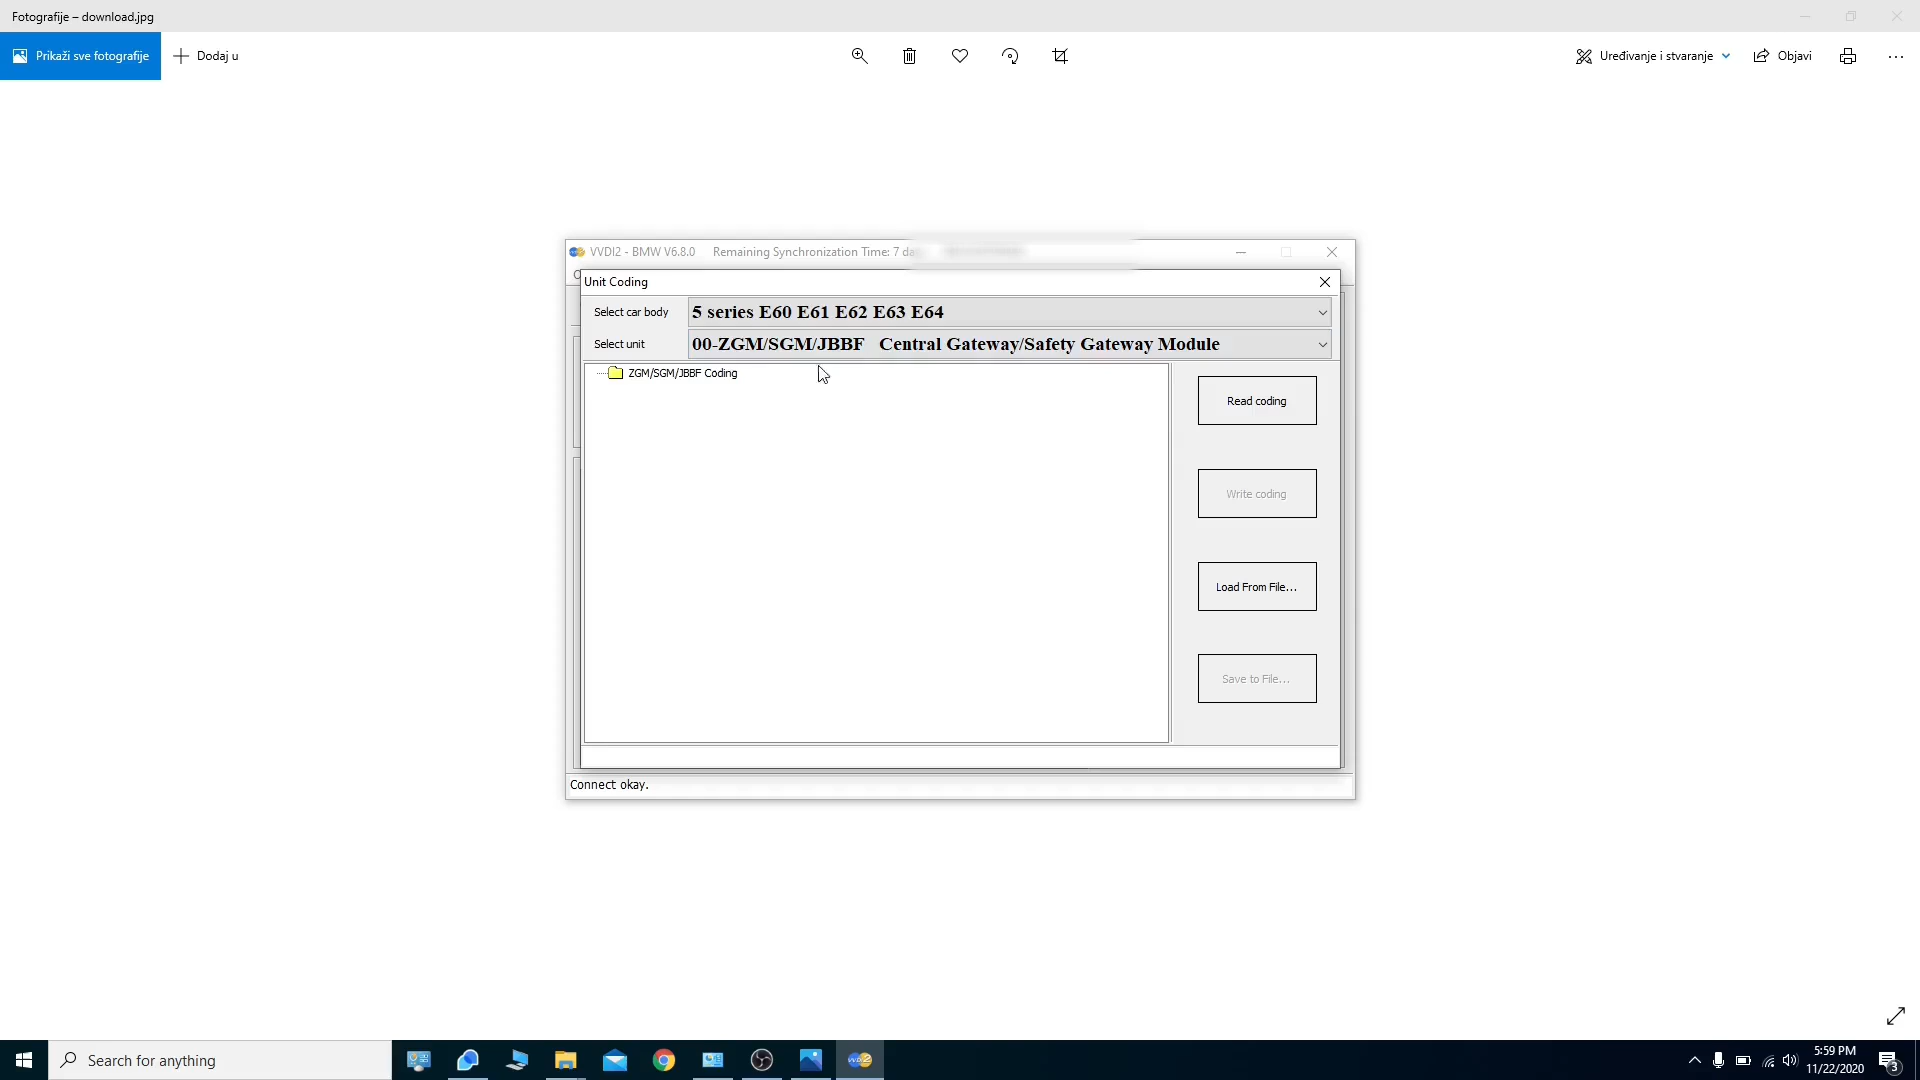 Fotografije – download.jpg
Prikaži sve fotografije
Dodaj u
Uređivanje i stvaranje
Objavi
VVDI2 - BMW V6.8.0 Remaining Synchronization Time: 7
Unit Coding
Select car body
5 series E60 E61 E62 E63 E64
Select unit
00-ZGM/SGM/JBBF Central Gateway/Safety Gateway Module
ZGM/SGM/JBBF Coding
Read coding
Write coding
Load From File...
Save to File...
Connect okay.
Search for anything
5:59 PM
11/22/2020
3